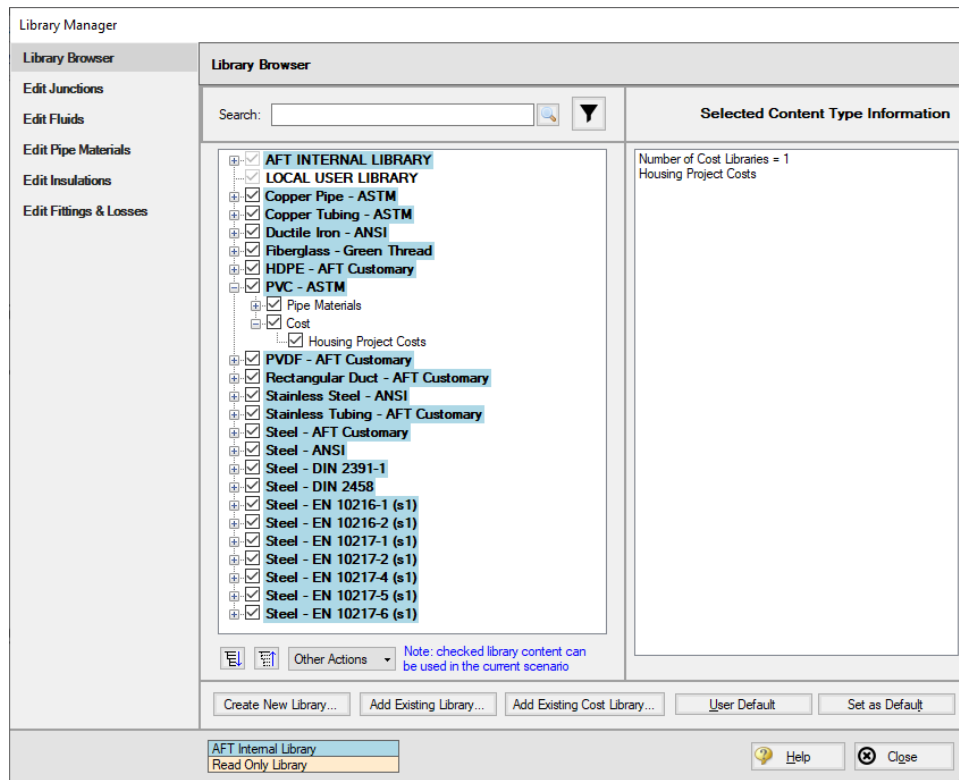 Library Manager
Library Browser
Edit Junctions
Edit Fluids
Edit Pipe Materials
Edit Insulations
Edit Fittings & Losses
Library Browser
Search:
AFT INTERNAL LIBRARY
LOCAL USER LIBRARY
Copper Pipe - ASTM
Copper Tubing - ASTM
Ductile Iron - ANSI
Fiberglass - Green Thread
HDPE - AFT Customary
PVC - ASTM
Pipe Materials
Cost
Housing Project Costs
PVDF - AFT Customary
Rectangular Duct - AFT Customary
Stainless Steel - ANSI
Stainless Tubing - AFT Customary
Steel - AFT Customary
Steel - ANSI
Steel - DIN 2391-1
Steel - DIN 2458
Steel - EN 10216-1 (s1)
Steel - EN 10216-2 (s1)
Steel - EN 10217-1 (s1)
Steel - EN 10217-2 (s1)
Steel - EN 10217-4 (s1)
Steel - EN 10217-5 (s1)
Steel - EN 10217-6 (s1)
Other Actions
Note: checked library content can
be used in the current scenario
Selected Content Type Information
Number of Cost Libraries = 1
Housing Project Costs
Create New Library...
Add Existing Library...
Add Existing Cost Library...
User Default
Set as Default
AFT Internal Library
Read Only Library
Help
Close